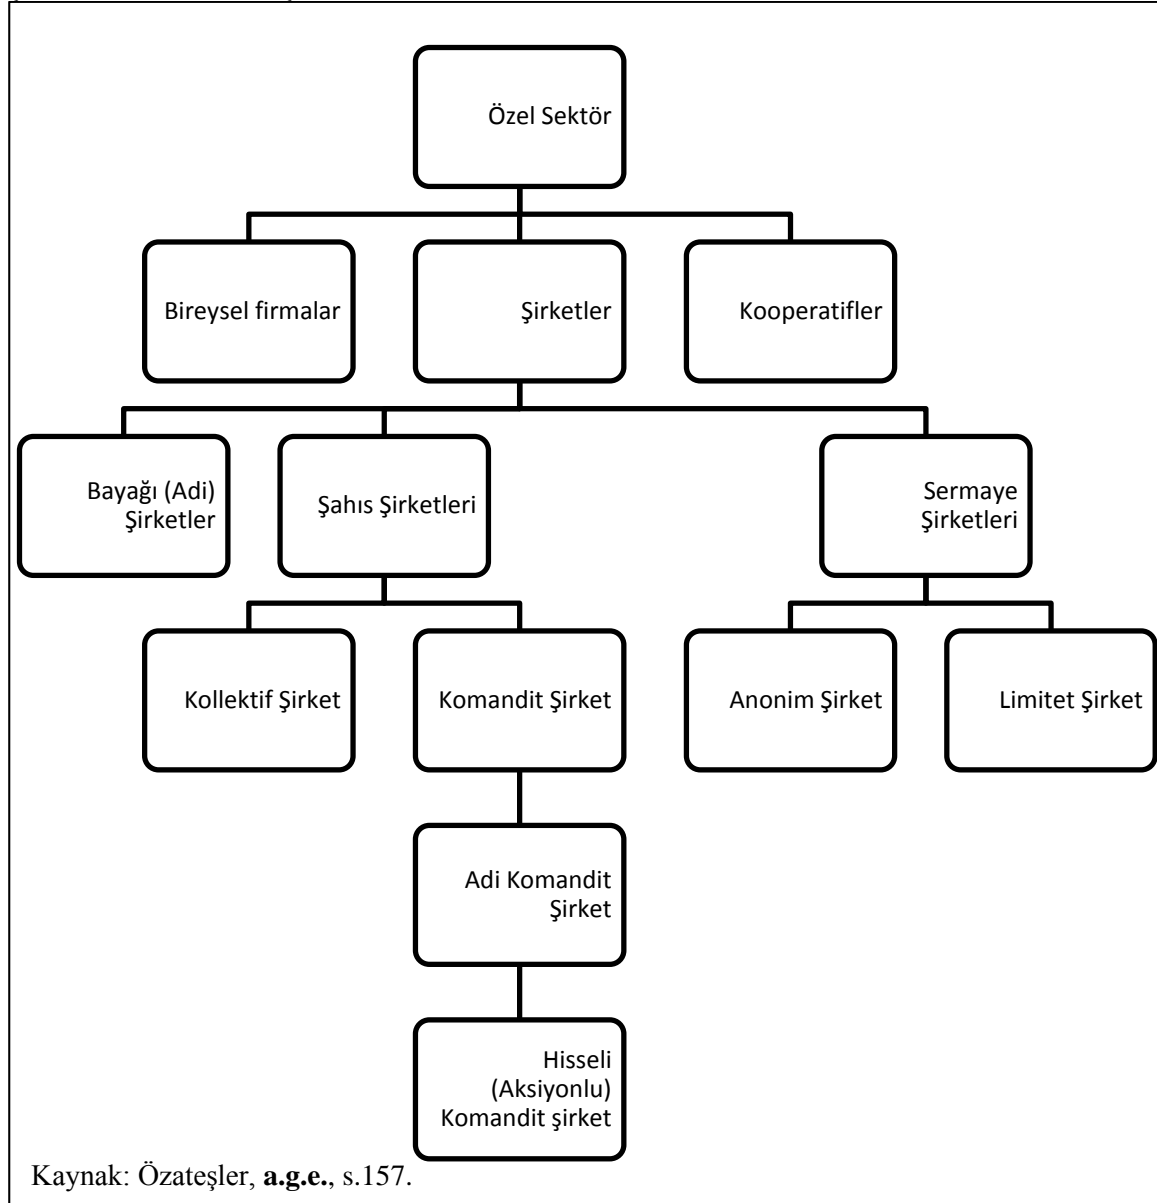 Özel Sektör
Bireysel firmalar
Şirketler
Kooperatifler
Bayağı (Adi)
Şirketler
Şahıs Şirketleri
Sermaye
Şirketleri
Kollektif Şirket
Komandit Şirket
Anonim Şirket
Limitet Şirket
Adi Komandit
Şirket
Hisseli
(Aksiyonlu)
Komandit şirket
Kaynak: Özateşler, a.g.e., s.157.